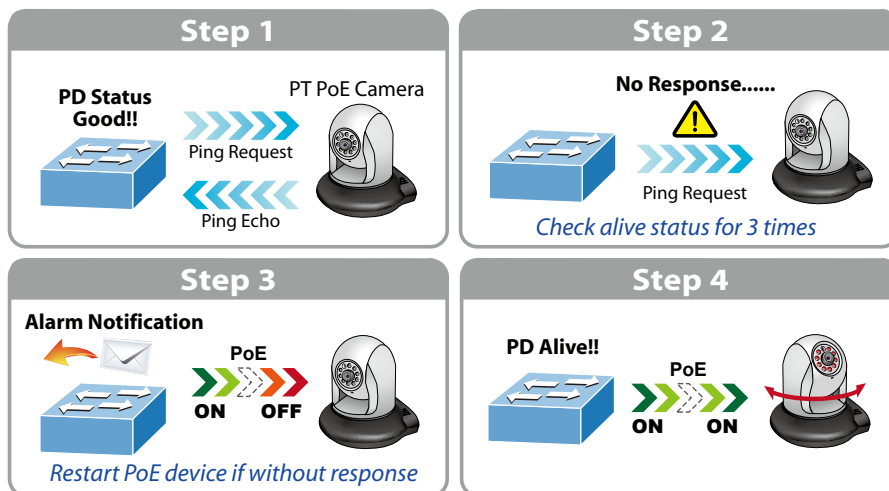 Step 1
PD Status
Good!!
PT PoE Camera
Ping Request
Ping Echo
Step 2
No Response......
!
Ping Request
Check alive status for 3 times
Step 3
Alarm Notification
PoE
ON
OFF
Restart PoE device if without response
Step 4
PD Alive!!
PoE
ON
ON